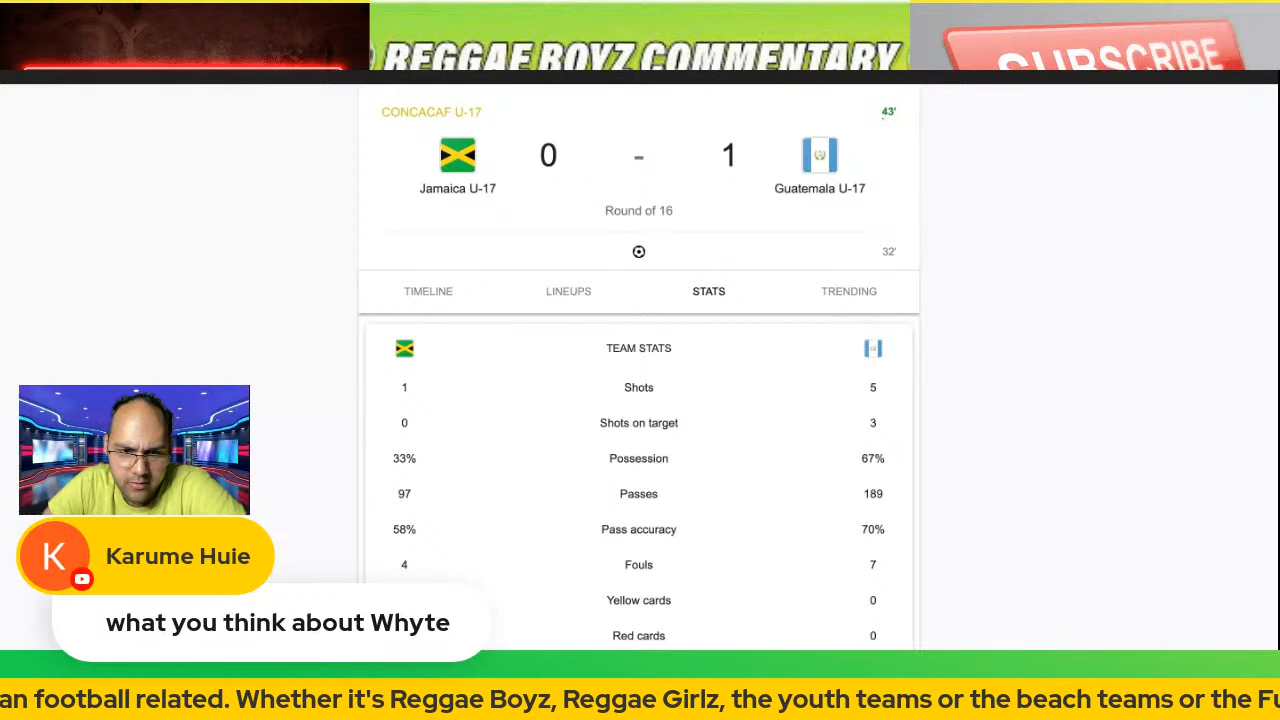 REGGAE BOYZ COMMENTARY
SUBSCRIBE
CONCACAF U-17
43'
0 - 1
Jamaica U-17
Guatemala U-17
Round of 16
32'
TIMELINE LINEUPS STATS TRENDING
TEAM STATS
1 Shots 5
0 Shots on target 3
33% Possession 67%
97 Passes 189
58% Pass accuracy 70%
4 Fouls 7
Yellow cards 0
Red cards 0
K Karume Huie
what you think about Whyte
an football related. Whether it's Reggae Boyz, Reggae Girlz, the youth teams or the beach teams or the Fu